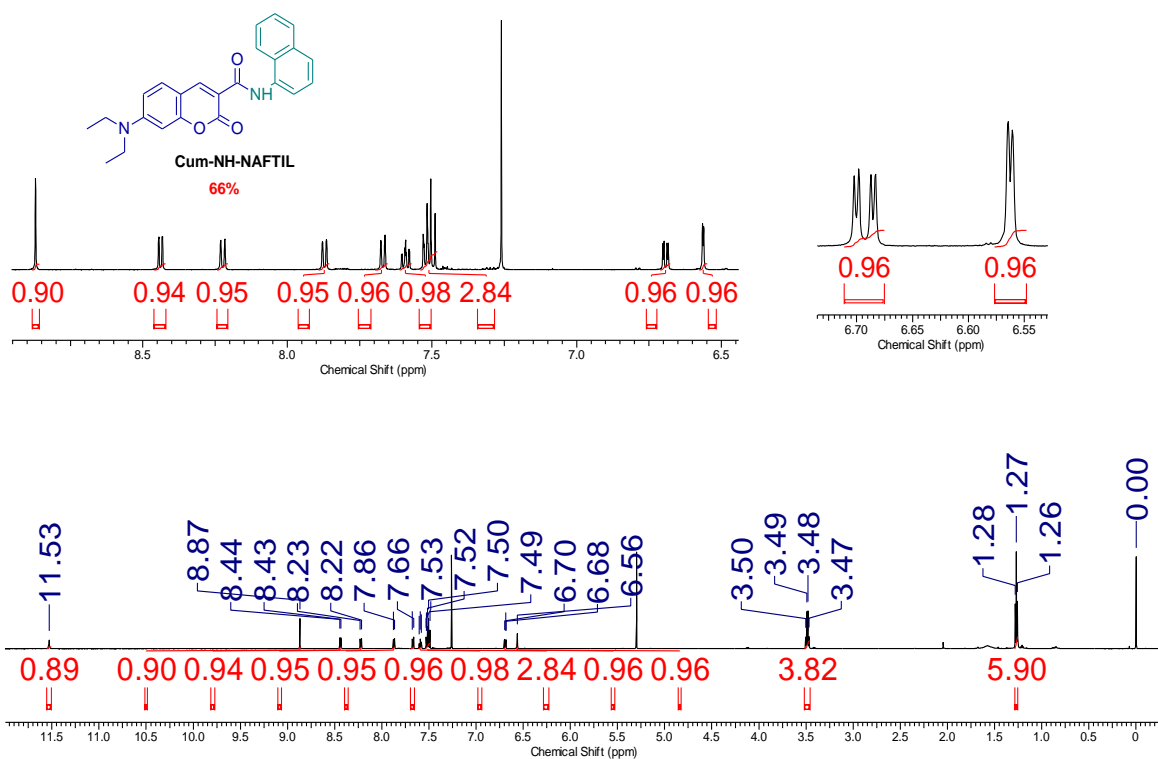 O
O
NH
N
O
O
Cum-NH-NAFTIL
66%
0.90 0.94 0.95 0.95 0.96 0.98 2.84 0.96 0.96
8.5 8.0 7.5 7.0 6.5
Chemical Shift (ppm)
0.96 0.96
6.70 6.65 6.60 6.55
Chemical Shift (ppm)
11.53 8.87 8.44 8.43 8.23 8.22 7.86 7.66 7.53 7.52 7.50 7.49 6.70 6.68 6.56 3.50 3.49 3.48 3.47 1.28 1.27 1.26 0.00
0.89 0.90 0.94 0.95 0.95 0.96 0.98 2.84 0.96 0.96 3.82 5.90
11.5 11.0 10.5 10.0 9.5 9.0 8.5 8.0 7.5 7.0 6.5 6.0 5.5 5.0 4.5 4.0 3.5 3.0 2.5 2.0 1.5 1.0 0.5 0
Chemical Shift (ppm)